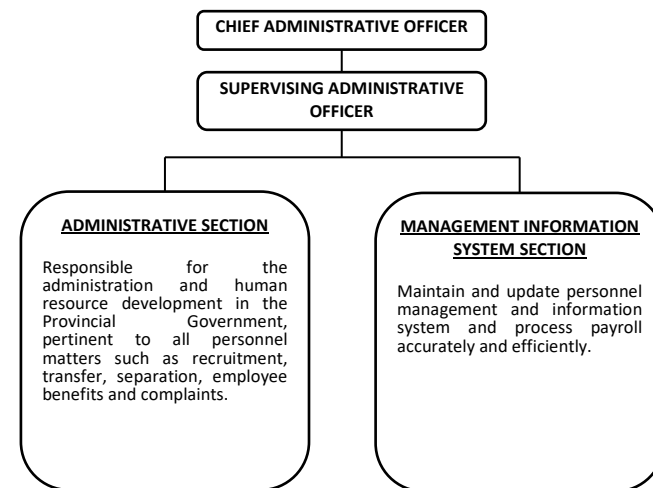 CHIEF ADMINISTRATIVE OFFICER
SUPERVISING ADMINISTRATIVE
OFFICER
ADMINISTRATIVE SECTION
Responsible for the
administration and human
resource development in the
Provincial Government,
pertinent to all personnel
matters such as recruitment,
transfer, separation, employee
benefits and complaints.
MANAGEMENT INFORMATION
SYSTEM SECTION
Maintain and update personnel
management and information
system and process payroll
accurately and efficiently.